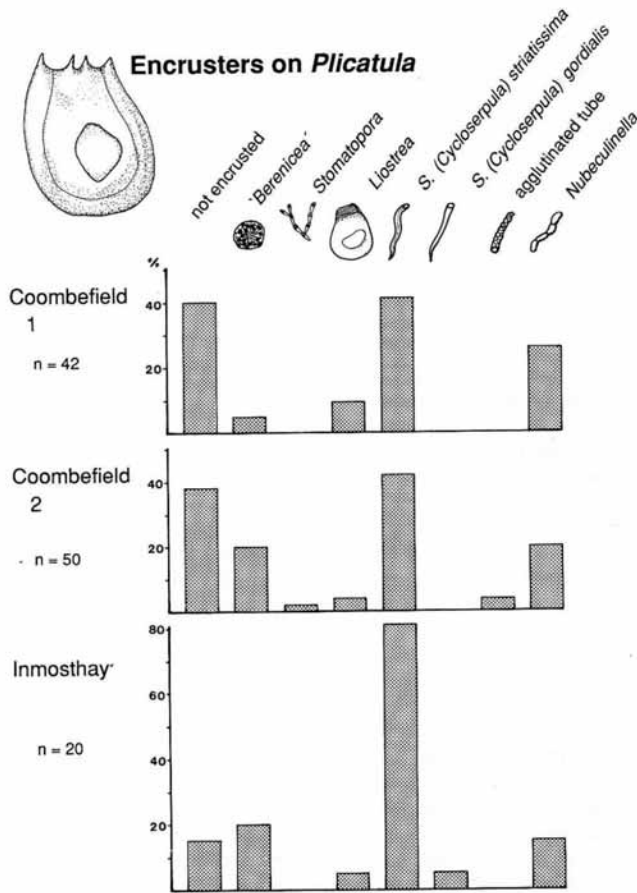 Encrusters on Plicatula
not encrusted
`Berenicea´
Stomatopora
Liostrea
S. (Cycloserpula) striatissima
S. (Cycloserpula) gordialis
agglutinated tube
Nubeculinella
%
Coombefield
1
n = 42
40
20
Coombefield
2
n = 50
40
20
Inmosthay
n = 20
80
60
40
20